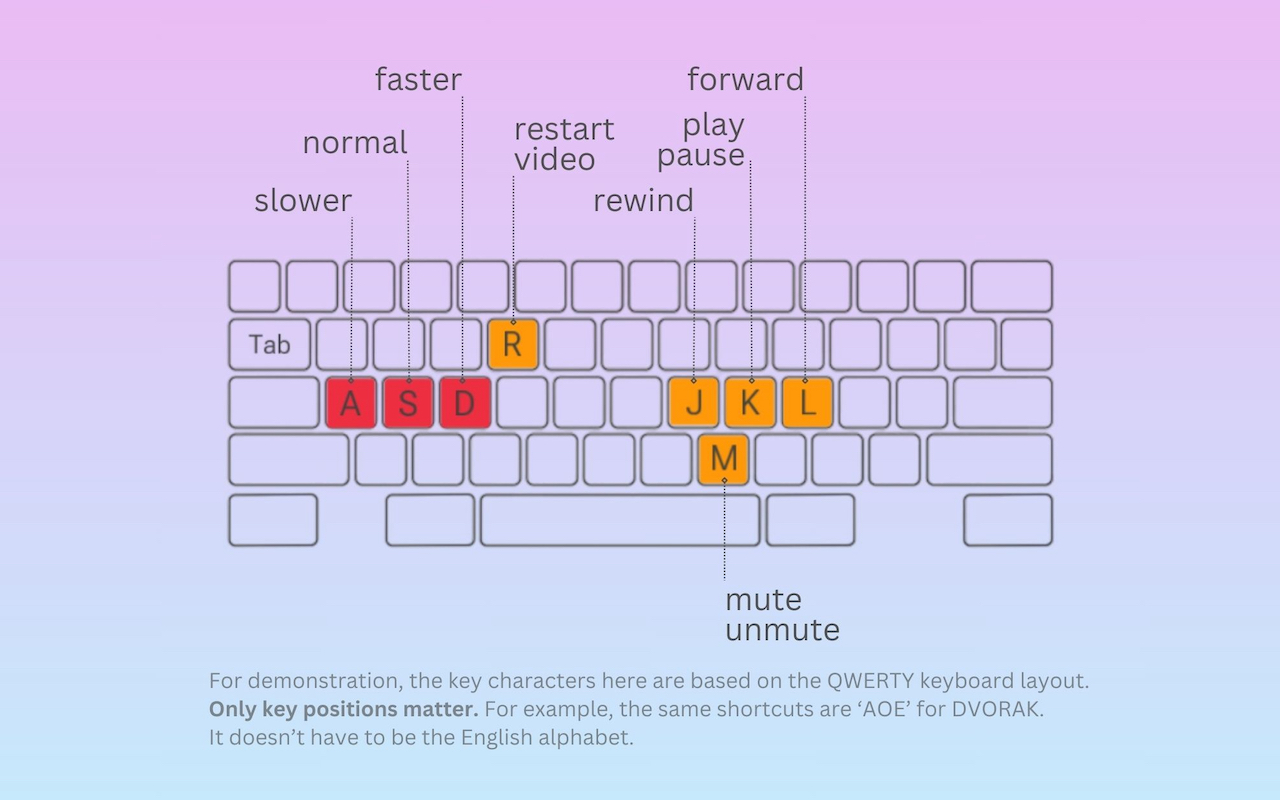 faster
forward
restart
video
play
pause
normal
slower
rewind
Tab
R
A S D J K L
M
mute
unmute
For demonstration, the key characters here are based on the QWERTY keyboard layout.
Only key positions matter. For example, the same shortcuts are ‘AOE’ for DVORAK.
It doesn’t have to be the English alphabet.